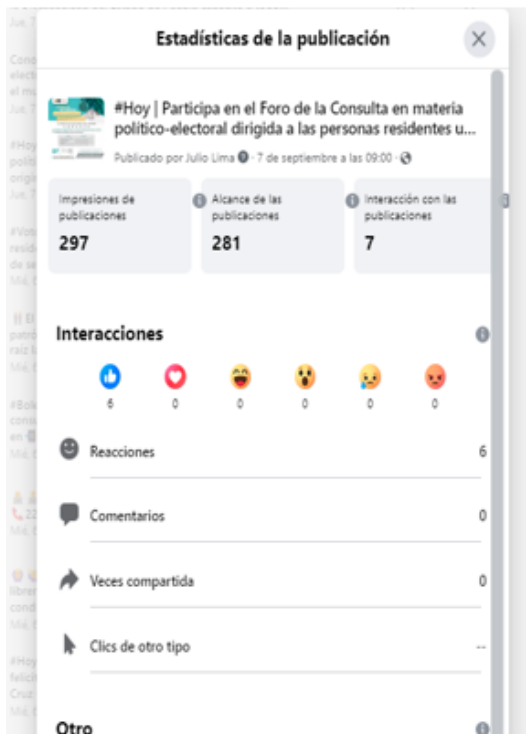 Estadísticas de la publicación
#Hoy | Participa en el Foro de la Consulta en materia
político-electoral dirigida a las personas residentes u...
Publicado por Julio Lima · 7 de septiembre a las 09:00 ·
Impresiones de
publicaciones
297
Alcance de las
publicaciones
281
Interacción con las
publicaciones
7
Interacciones
6 0 0 0 0 0
Reacciones 6
Comentarios 0
Veces compartida 0
Clics de otro tipo --
Otro